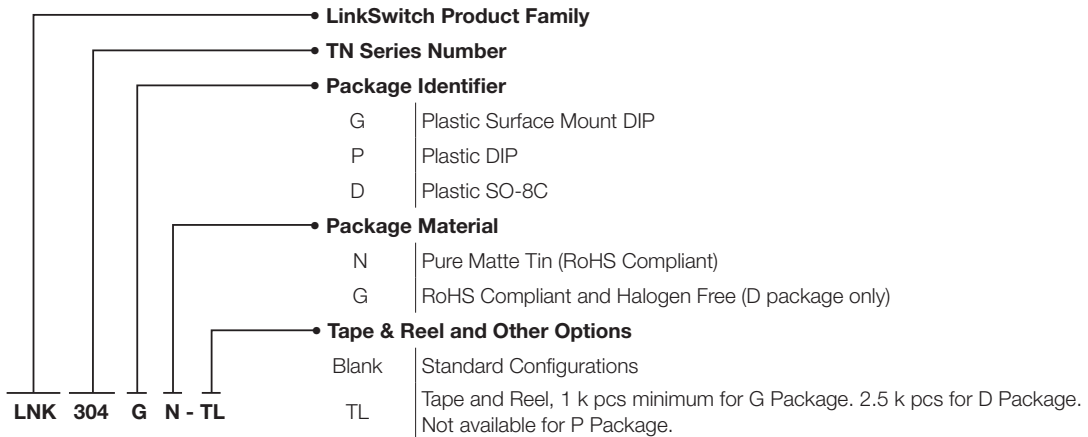 • LinkSwitch Product Family
• TN Series Number
• Package Identifier
G Plastic Surface Mount DIP
P Plastic DIP
D Plastic SO-8C
• Package Material
N Pure Matte Tin (RoHS Compliant)
G RoHS Compliant and Halogen Free (D package only)
• Tape & Reel and Other Options
Blank Standard Configurations
TL Tape and Reel, 1 k pcs minimum for G Package. 2.5 k pcs for D Package.
Not available for P Package.
LNK 304 G N - TL